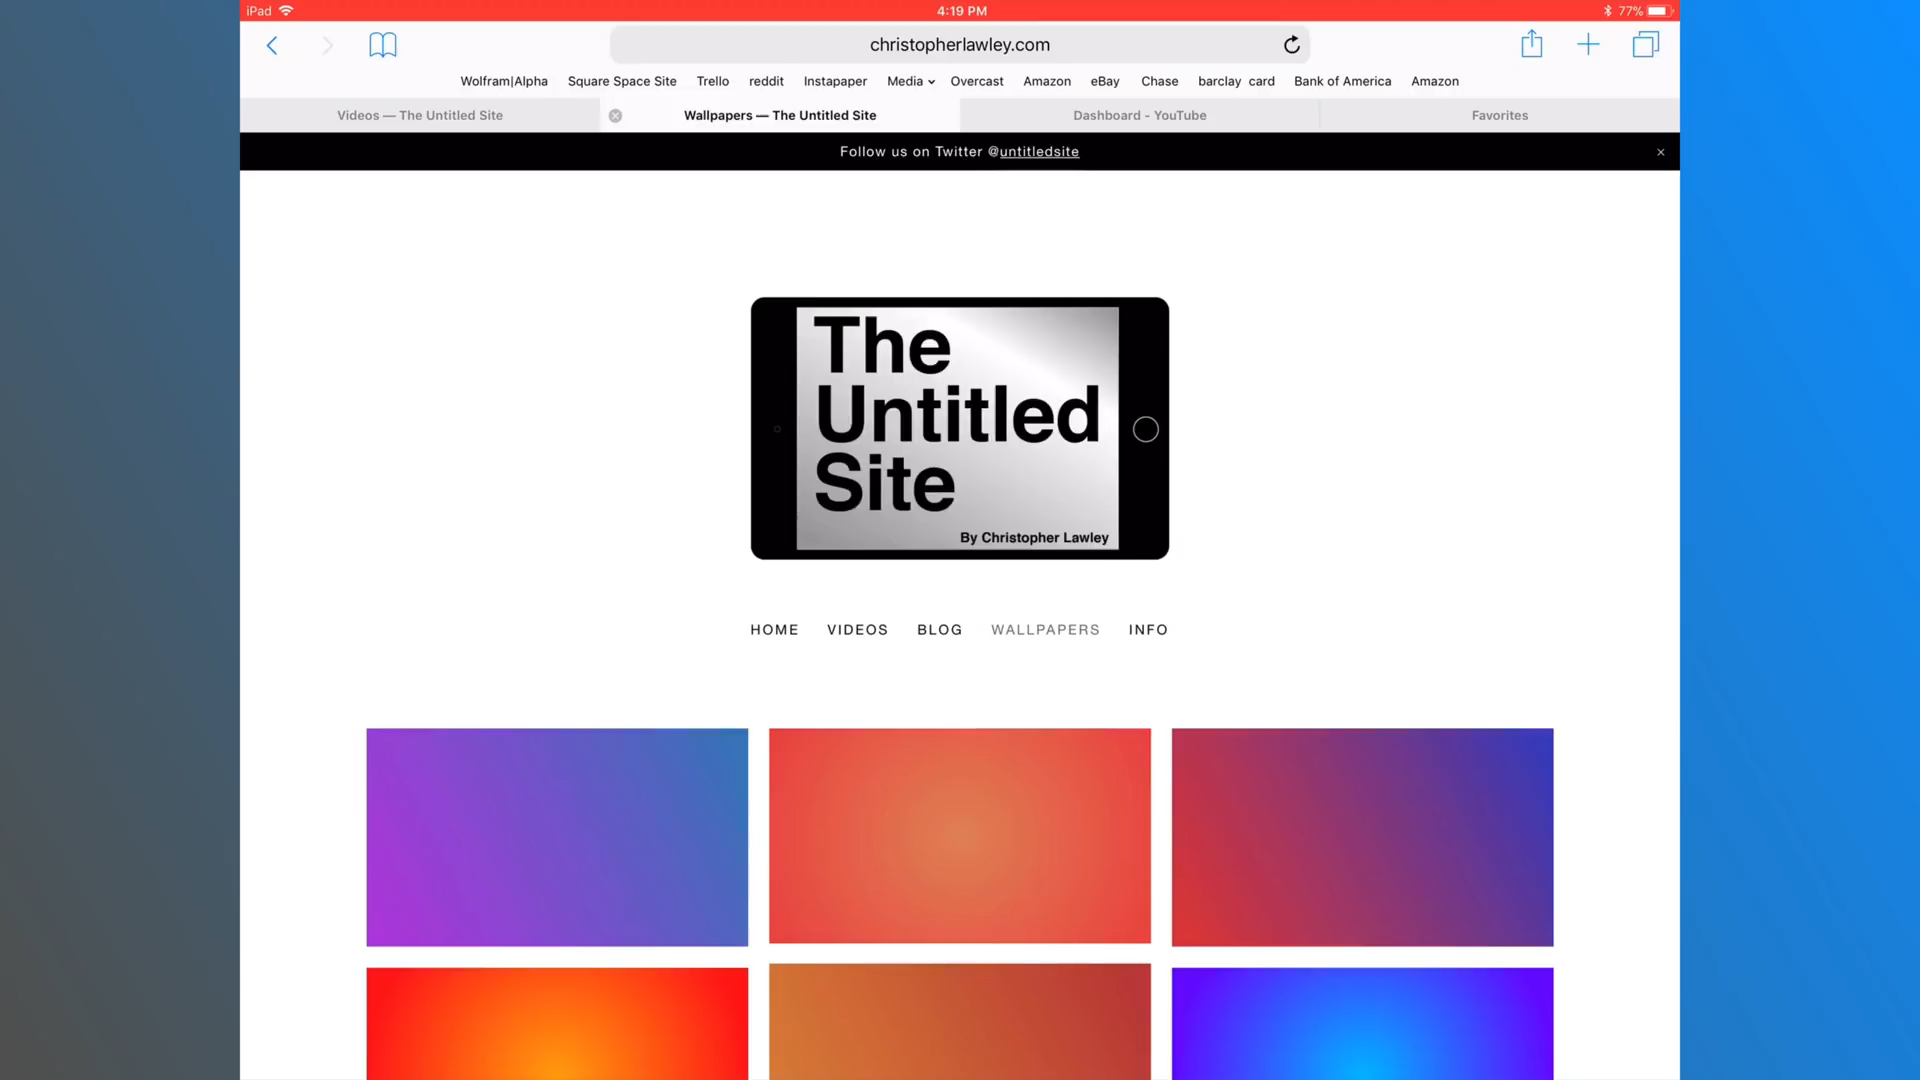 iPad 4:19 PM 77%
christopherlawley.com
Wolfram|Alpha Square Space Site Trello reddit Instapaper Media Overcast Amazon eBay Chase barclay card Bank of America Amazon
Videos — The Untitled Site Wallpapers — The Untitled Site Dashboard - YouTube Favorites
Follow us on Twitter @untitledsite ×
The
Untitled
Site
By Christopher Lawley
HOME VIDEOS BLOG WALLPAPERS INFO